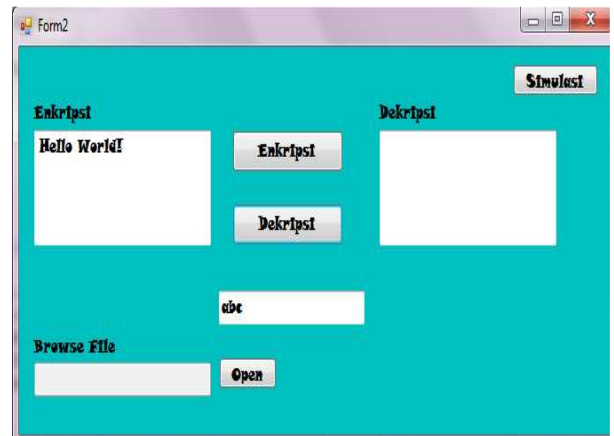 Form2
Simulasi
Enkripsi
Dekripsi
Hello World!
Enkripsi
Dekripsi
abc
Browse File
Open